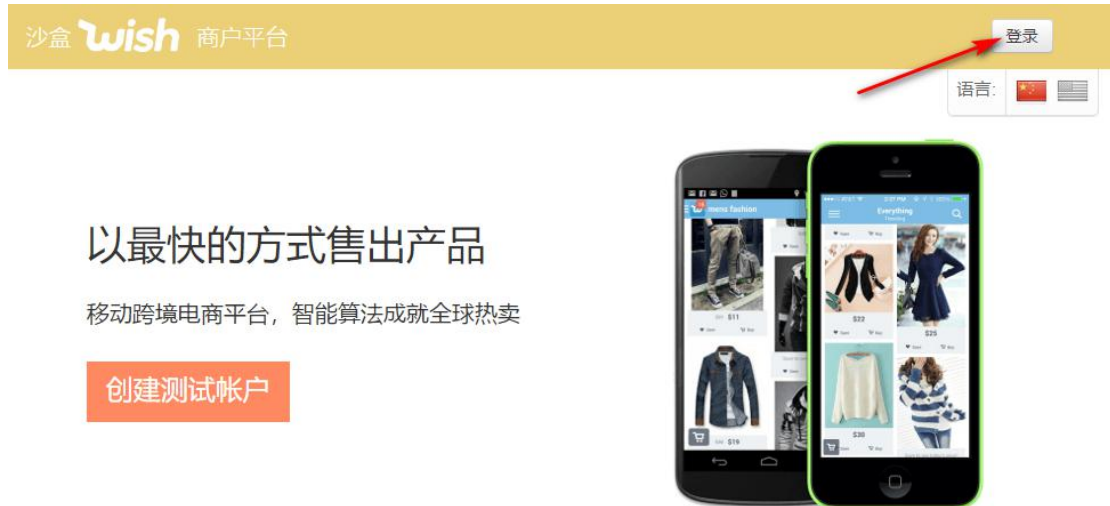 沙盒 wish 商户平台
登录
语言:
以最快的方式售出产品
移动跨境电商平台，智能算法成就全球热卖
创建测试帐户
mens fashion
$11
$16
Everything
$22
$25
$30